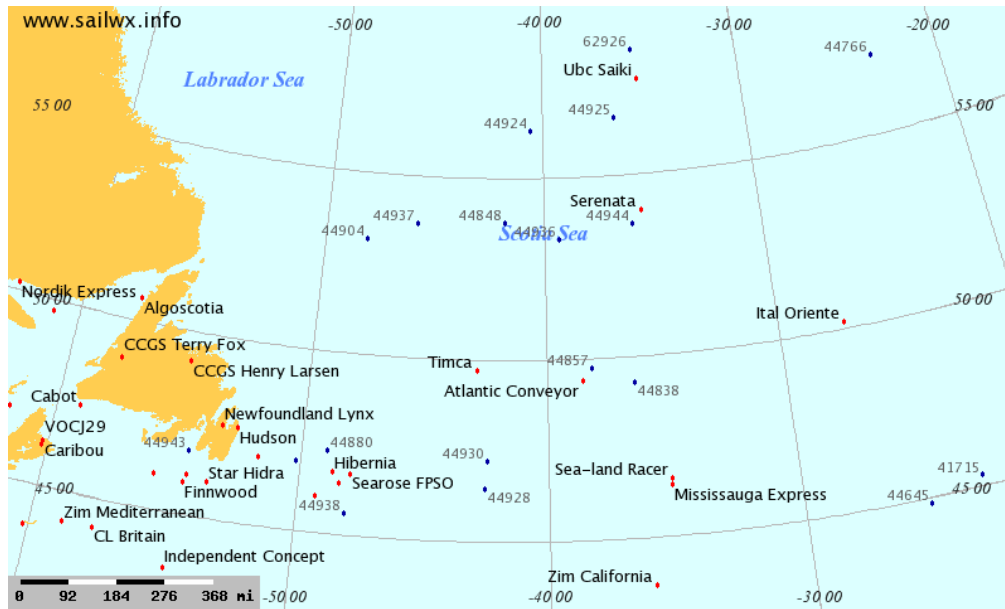 www.sailwx.info
-50 00
-40 00
-20 00
62926
44766
Ubc Saiki
Labrador Sea
55 00
55 00
44925
44924
Serenata
44937
44848
44944
44904
44936
Scotia Sea
Nordik Express
50 00
50 00
Algoscotia
Ital Oriente
CCGS Terry Fox
CCGS Henry Larsen
Timca
44857
Atlantic Conveyor
44838
Cabot
Newfoundland Lynx
VOCJ29
Hudson
Caribou
44943
44880
44930
Hibernia
Star Hidra
Sea-land Racer
41715
45 00
Searose FPSO
Finnwood
45 00
Mississauga Express
44928
44645
44938
Zim Mediterranean
CL Britain
Independent Concept
Zim California
0 92 184 276 368 mi
-50 00
-40 00
-30 00